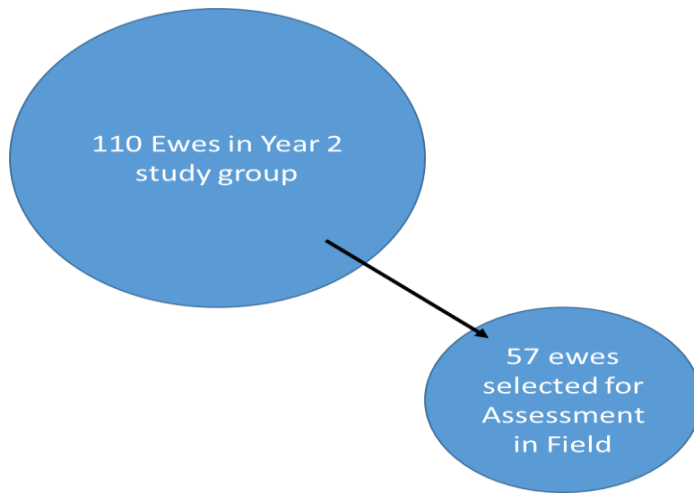 110 Ewes in Year 2
study group
57 ewes
selected for
Assessment
in Field